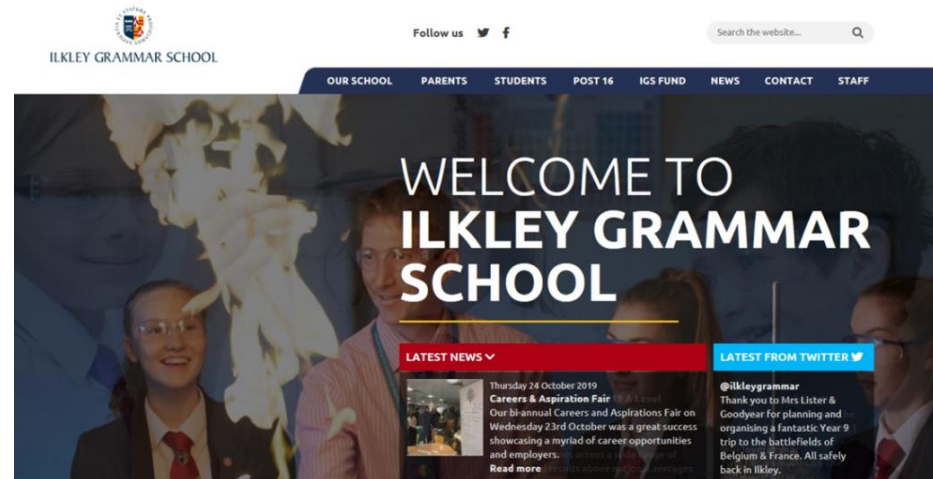 ILKLEY GRAMMAR SCHOOL
Follow us
Search the website...
OUR SCHOOL PARENTS STUDENTS POST 16 IGS FUND NEWS CONTACT STAFF
WELCOME TO
ILKLEY GRAMMAR
SCHOOL
LATEST NEWS
Thursday 24 October 2019
Careers & Aspiration Fair
Our bi-annual Careers and Aspirations Fair on
Wednesday 23rd October was a great success
showcasing a myriad of career opportunities
and employers.
Read more
LATEST FROM TWITTER
@ilkleygrammar
Thank you to Mrs Lister &
Goodyear for planning and
organising a fantastic Year 9
trip to the battlefields of
Belgium & France. All safely
back in Ilkley.